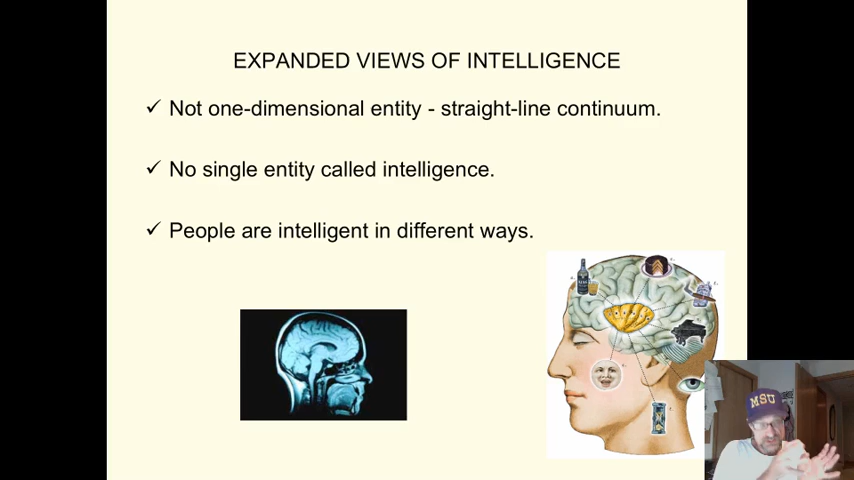 EXPANDED VIEWS OF INTELLIGENCE
✓ Not one-dimensional entity - straight-line continuum.
✓ No single entity called intelligence.
✓ People are intelligent in different ways.
MSU